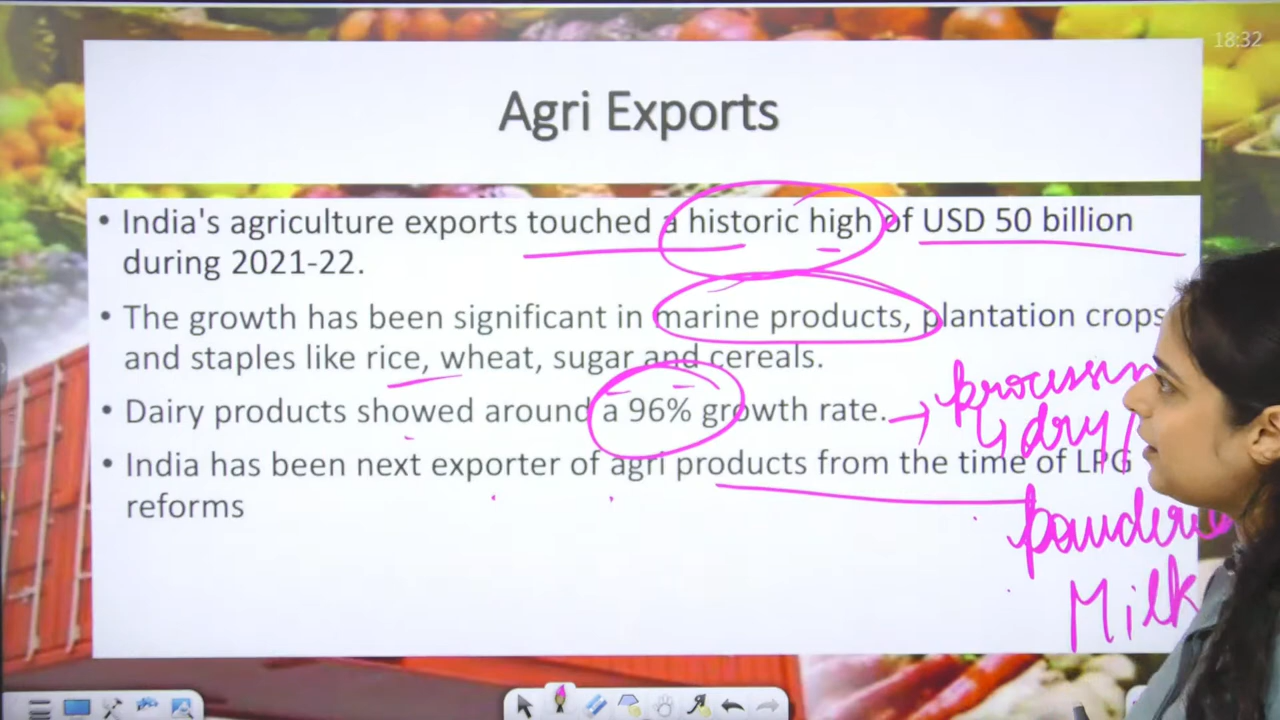 18:32
Agri Exports
• India's agriculture exports touched a historic high of USD 50 billion
during 2021-22.
• The growth has been significant in marine products, plantation crops
and staples like rice, wheat, sugar and cereals.
• Dairy products showed around a 96% growth rate.
→ processin
dry
• India has been next exporter of agri products from the time of LPG
reforms
Milk